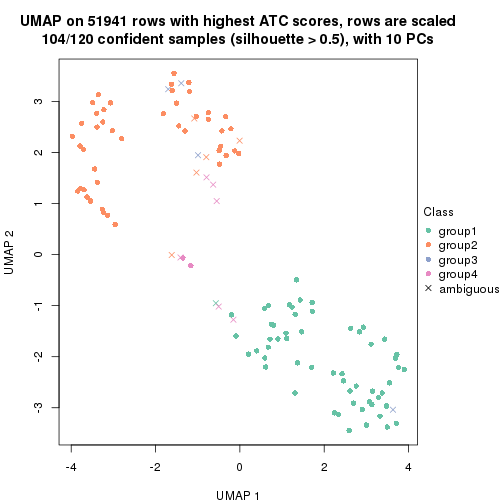 UMAP on 51941 rows with highest ATC scores, rows are scaled
104/120 confident samples (silhouette > 0.5), with 10 PCs
UMAP 2
3
2
1
0
-1
-2
-3
-4
-2
0
2
4
UMAP 1
Class
group1
group2
group3
group4
ambiguous